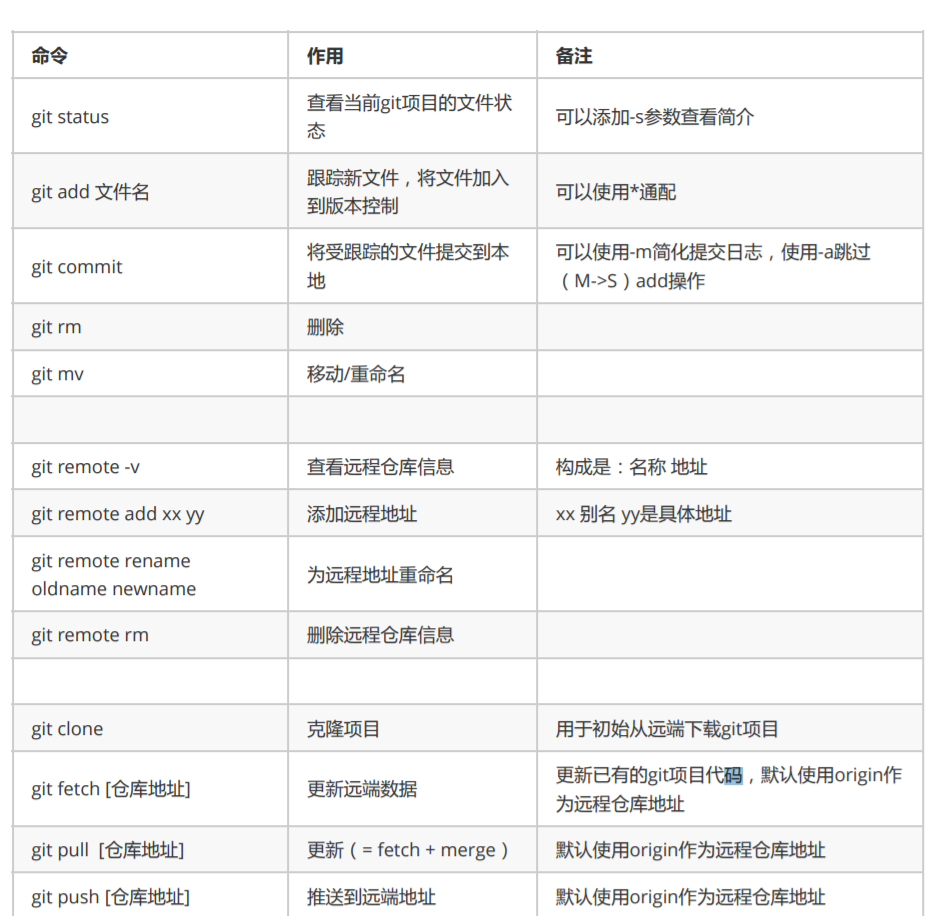 命令 作用 备注
git status 查看当前git项目的文件状
态 可以添加-s参数查看简介
git add 文件名 跟踪新文件，将文件加入
到版本控制 可以使用*通配
git commit 将受跟踪的文件提交到本
地 可以使用-m简化提交日志，使用-a跳过
（M->S）add操作
git rm 删除
git mv 移动/重命名
git remote -v 查看远程仓库信息 构成是：名称 地址
git remote add xx yy 添加远程地址 xx 别名 yy是具体地址
git remote rename
oldname newname 为远程地址重命名
git remote rm 删除远程仓库信息
git clone 克隆项目 用于初始从远端下载git项目
git fetch [仓库地址] 更新远端数据 更新已有的git项目代码，默认使用origin作
为远程仓库地址
git pull [仓库地址] 更新（= fetch + merge） 默认使用origin作为远程仓库地址
git push [仓库地址] 推送到远端地址 默认使用origin作为远程仓库地址